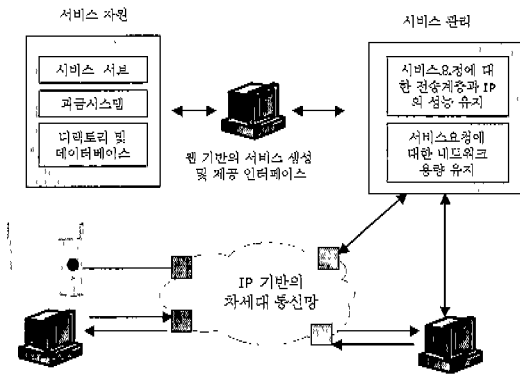 서비스 자원
서비스 관리
서비스 서브
과금시스템
디렉토리 및
데이터베이스
서비스요청에 대
한 전송계층과 IP
의 성능 유지
서비스요청에
대한 네트워크
용량 유지
웹 기반의 서비스 생성
및 제공 인터페이스
IP 기반의
차세대 통신망